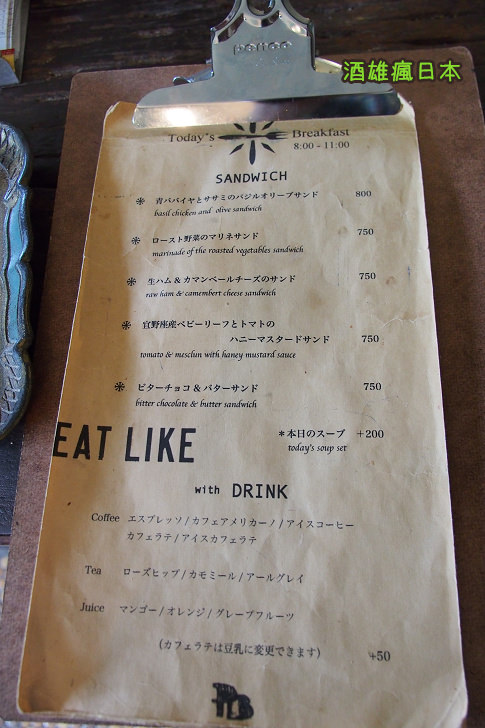 酒雄瘋日本
Today's Breakfast
8:00 - 11:00
SANDWICH
青パパイヤとササミのバジルオリーブサンド 800
basil chicken and olive sandwich
ロースト野菜のマリネサンド 750
marinade of the roasted vegetables sandwich
生ハム & カマンベールチーズのサンド 750
raw ham & camembert cheese sandwich
宜野座産ベビーリーフとトマトの
ハニーマスタードサンド 750
tomato & mesclun with haney mustard sauce
ビターチョコ & バターサンド 750
bitter chocolate & butter sandwich
EAT LIKE
*本日のスープ +200
today's soup set
with DRINK
Coffee エスプレッソ/カフェアメリカーノ/アイスコーヒー
カフェラテ/アイスカフェラテ
Tea ローズヒップ/カモミール/アールグレイ
Juice マンゴー/オレンジ/グレープフルーツ
(カフェラテは豆乳に変更できます) +50